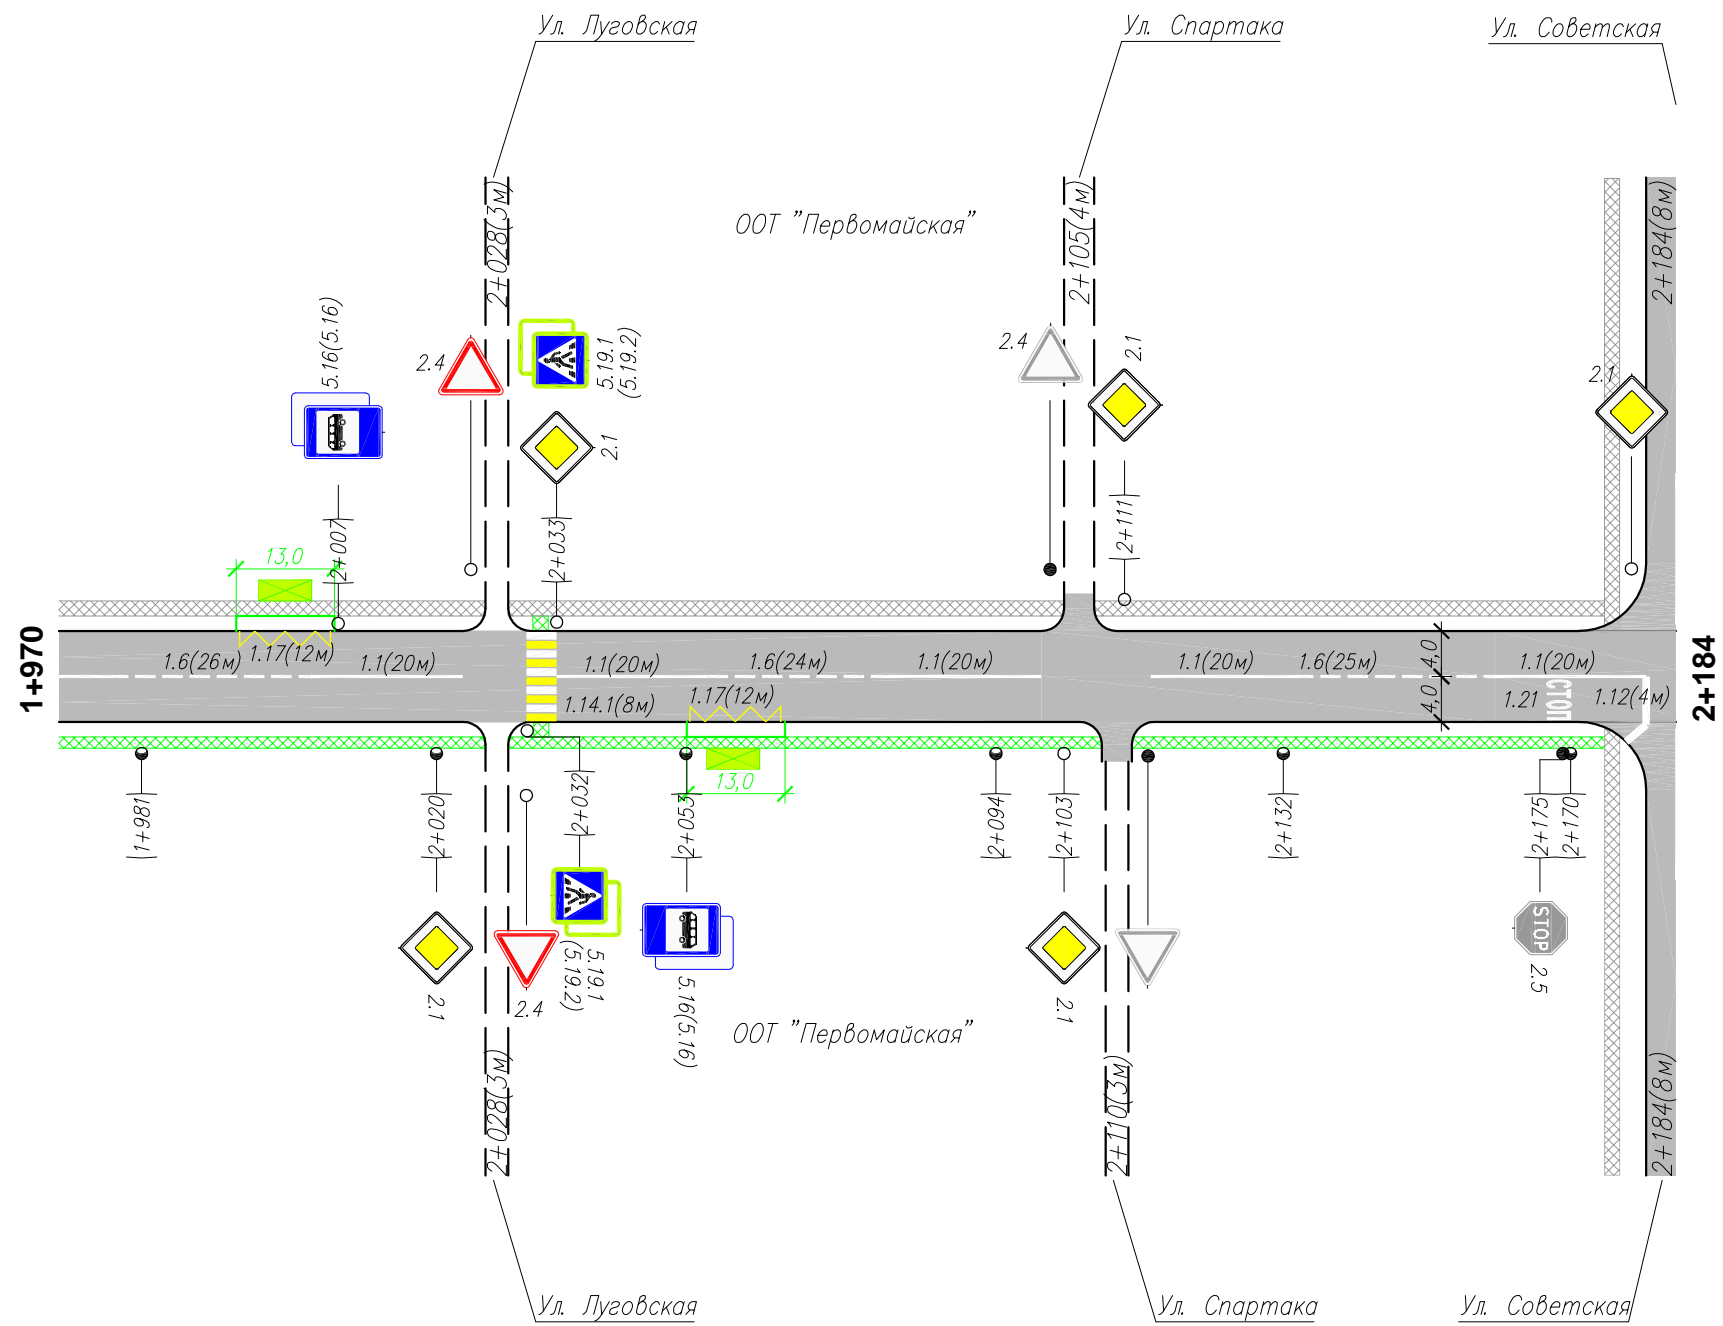 Ул. Луговская
Ул. Спартака
Ул. Советская
2+028(3м)
2+105(4м)
2+184(8м)
ООТ "Первомайская"
5.16(5.16)
2.4
5.19.1
(5.19.2)
2.1
2.4
2.1
2.1
2+007
2+033
2+111
13,0
1+970
1.6(26м)
1.17(12м)
1.1(20м)
1.1(20м)
1.6(24м)
1.1(20м)
1.1(20м)
1.6(25м)
4,0
1.1(20м)
2+184
1.14.1(8м)
1.17(12м)
4,0
1.21
СТОП
1.12(4м)
13,0
1+981
2+020
2+032
2+053
2+094
2+103
2+132
2+175
2+170
STOP
2.1
2.4
5.19.1
(5.19.2)
5.16(5.16)
2.1
2.5
ООТ "Первомайская"
2+028(3м)
2+110(3м)
2+184(8м)
Ул. Луговская
Ул. Спартака
Ул. Советская